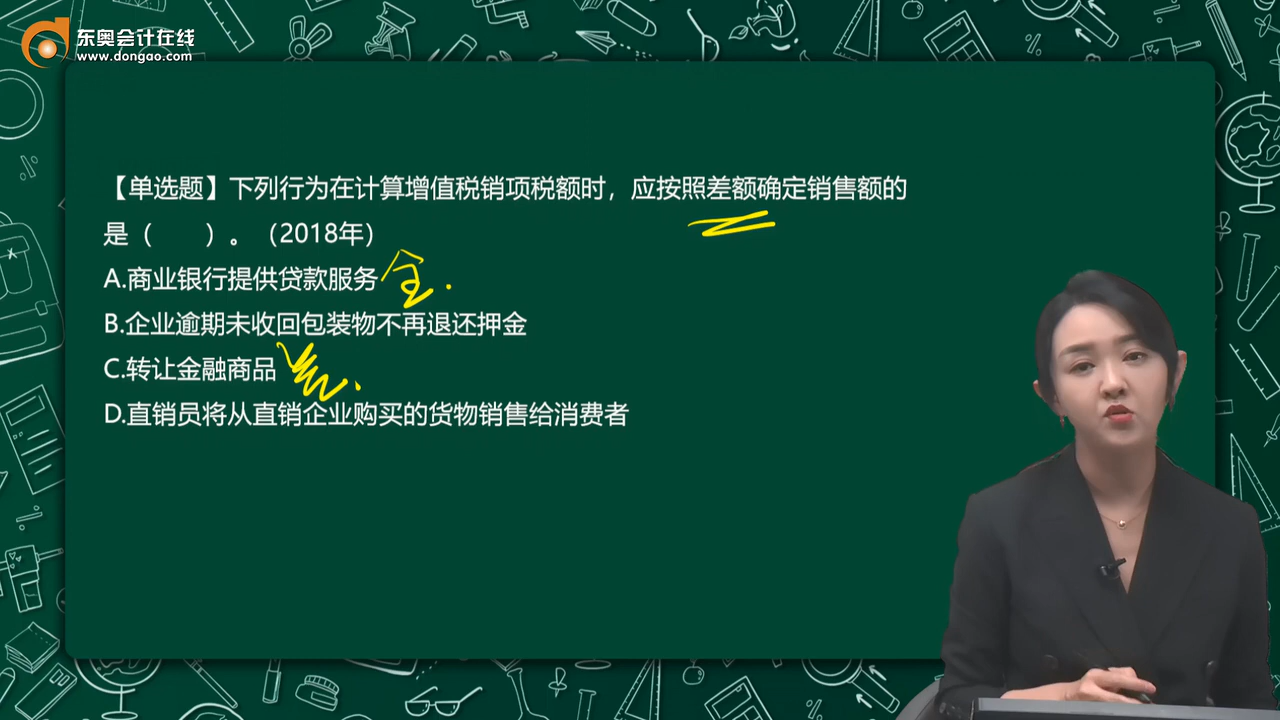 东奥会计在线
www.dongao.com
【单选题】下列行为在计算增值税销项税额时，应按照差额确定销售额的
是（　　）。（2018年）
A.商业银行提供贷款服务 全.
B.企业逾期未收回包装物不再退还押金
C.转让金融商品
D.直销员将从直销企业购买的货物销售给消费者